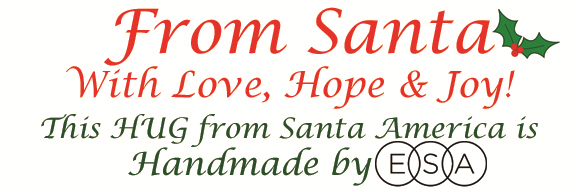 From Santa
With Love, Hope & Joy!
This HUG from Santa America is
Handmade by ESA